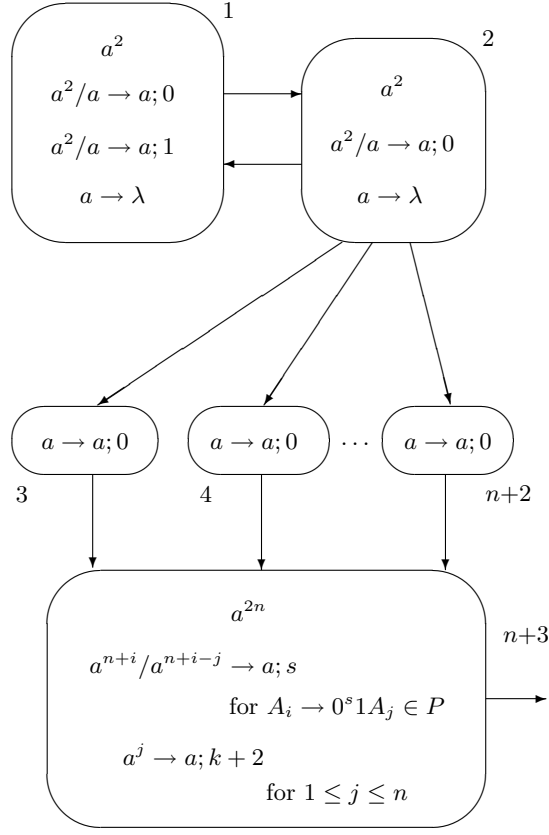 1
a^2
a^2/a → a; 0
a^2/a → a; 1
a → λ
2
a^2
a^2/a → a; 0
a → λ
a → a; 0
a → a; 0
...
a → a; 0
3
4
n+2
a^{2n}
n+3
a^{n+i}/a^{n+i−j} → a; s
for A_i → 0^s1A_j ∈ P
a^j → a; k + 2
for 1 ≤ j ≤ n